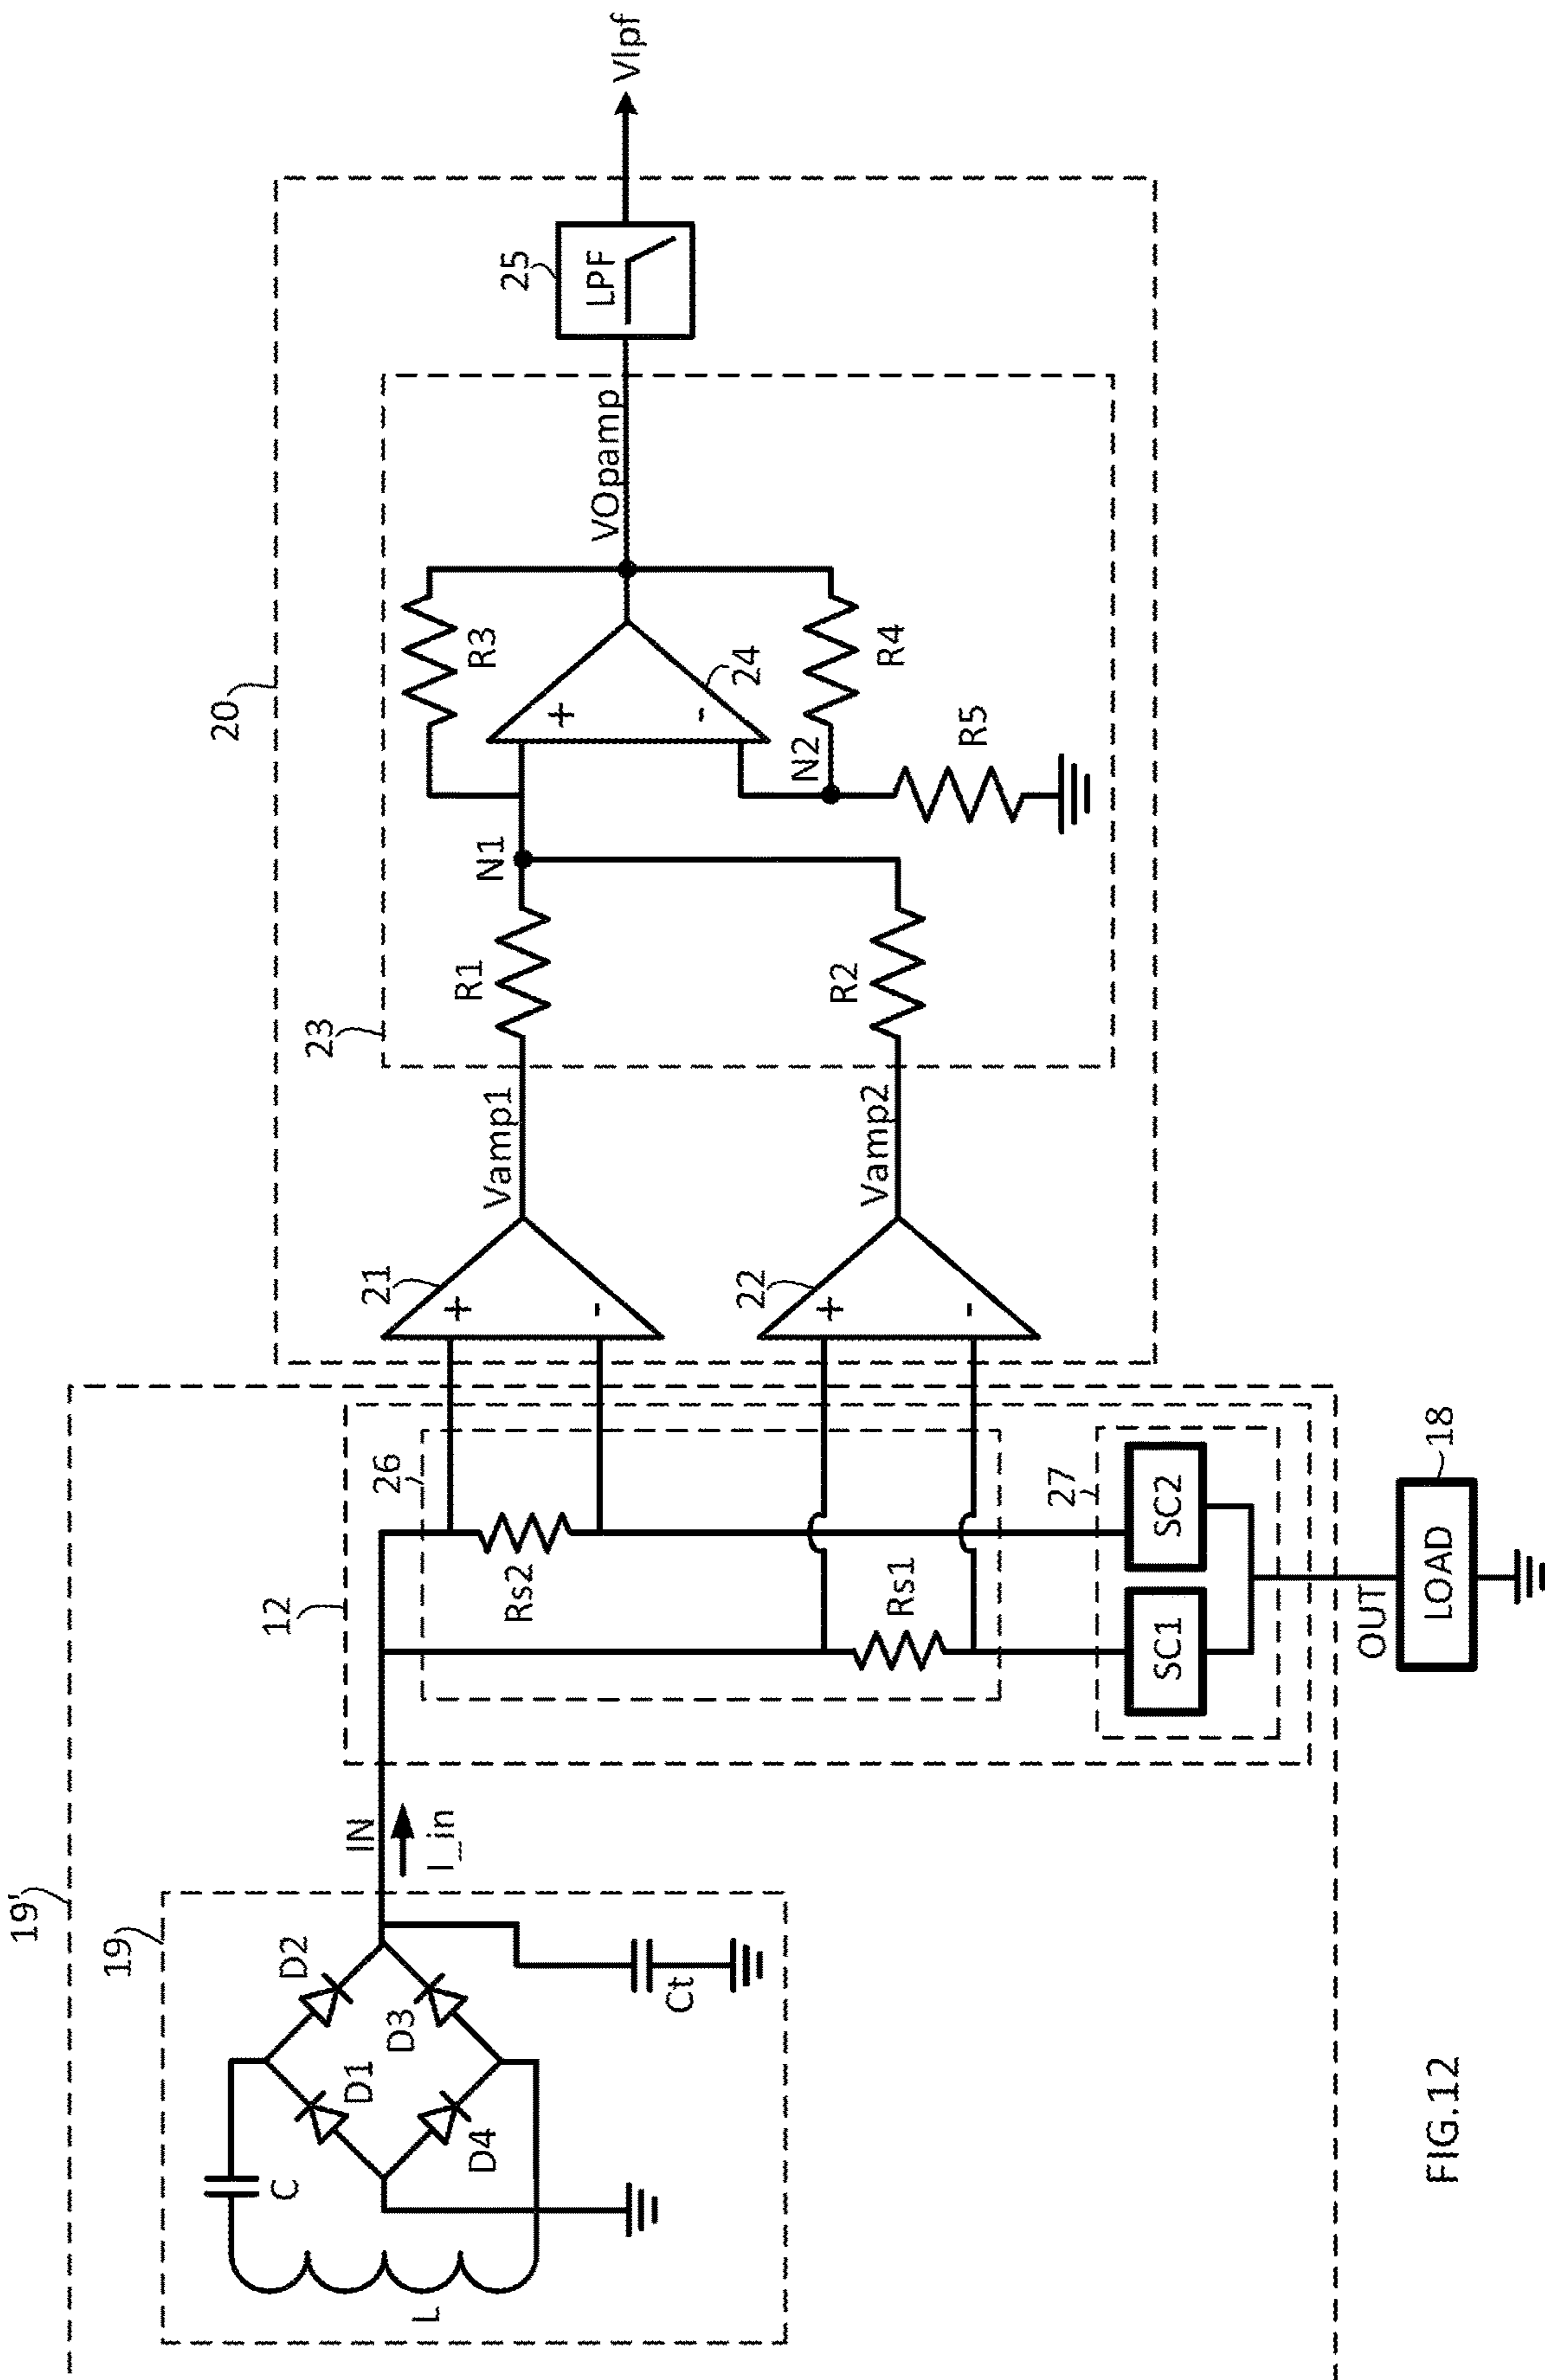 19'
19
L
C
D1
D2
D3
D4
Ct
IN
I_in
12
26
Rs2
Rs1
27
SC1
SC2
OUT
LOAD
18
20
21
+
-
22
+
-
Vamp1
Vamp2
23
R1
R2
N1
N2
R3
+
-
24
R4
R5
VOpamp
25
LPF
Vlpf
FIG.12